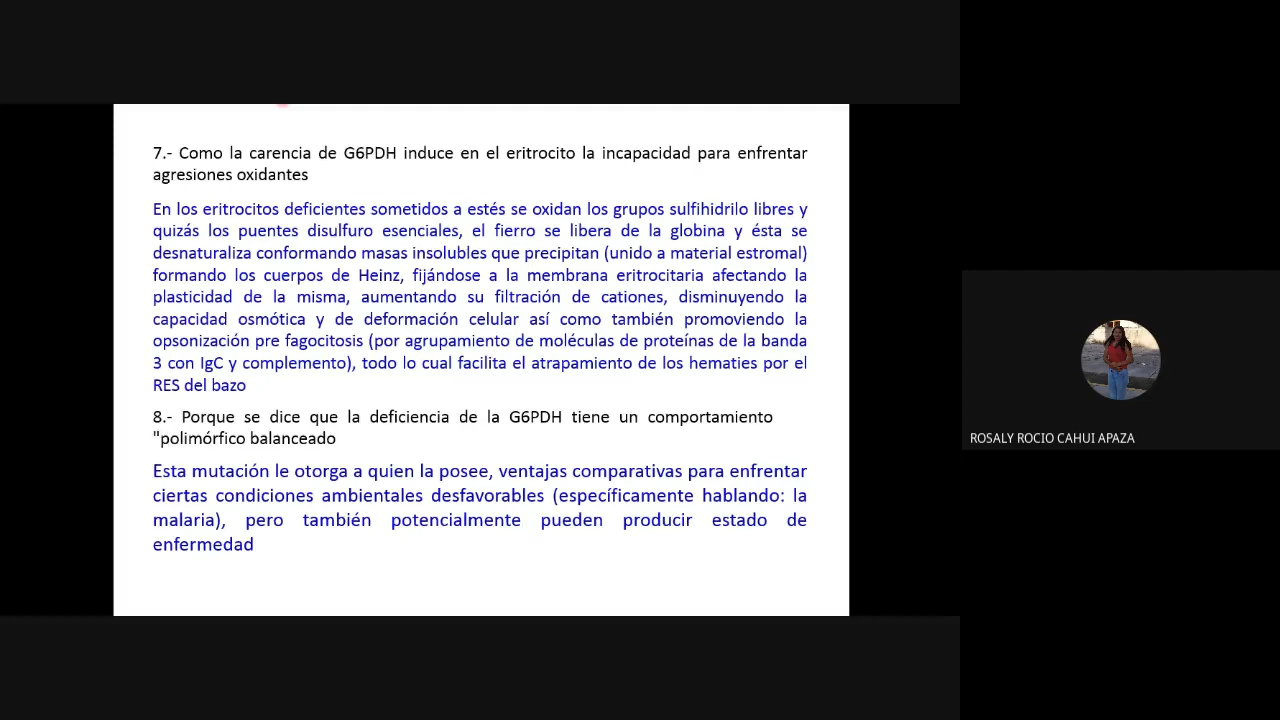 7.- Como la carencia de G6PDH induce en el eritrocito la incapacidad para enfrentar
agresiones oxidantes
En los eritrocitos deficientes sometidos a estés se oxidan los grupos sulfihidrilo libres y
quizás los puentes disulfuro esenciales, el fierro se libera de la globina y ésta se
desnaturaliza conformando masas insolubles que precipitan (unido a material estromal)
formando los cuerpos de Heinz, fijándose a la membrana eritrocitaria afectando la
plasticidad de la misma, aumentando su filtración de cationes, disminuyendo la
capacidad osmótica y de deformación celular así como también promoviendo la
opsonización pre fagocitosis (por agrupamiento de moléculas de proteínas de la banda
3 con IgC y complemento), todo lo cual facilita el atrapamiento de los hematies por el
RES del bazo
8.- Porque se dice que la deficiencia de la G6PDH tiene un comportamiento
"polimórfico balanceado
Esta mutación le otorga a quien la posee, ventajas comparativas para enfrentar
ciertas condiciones ambientales desfavorables (específicamente hablando: la
malaria), pero también potencialmente pueden producir estado de
enfermedad
ROSALY ROCIO CAHUI APAZA